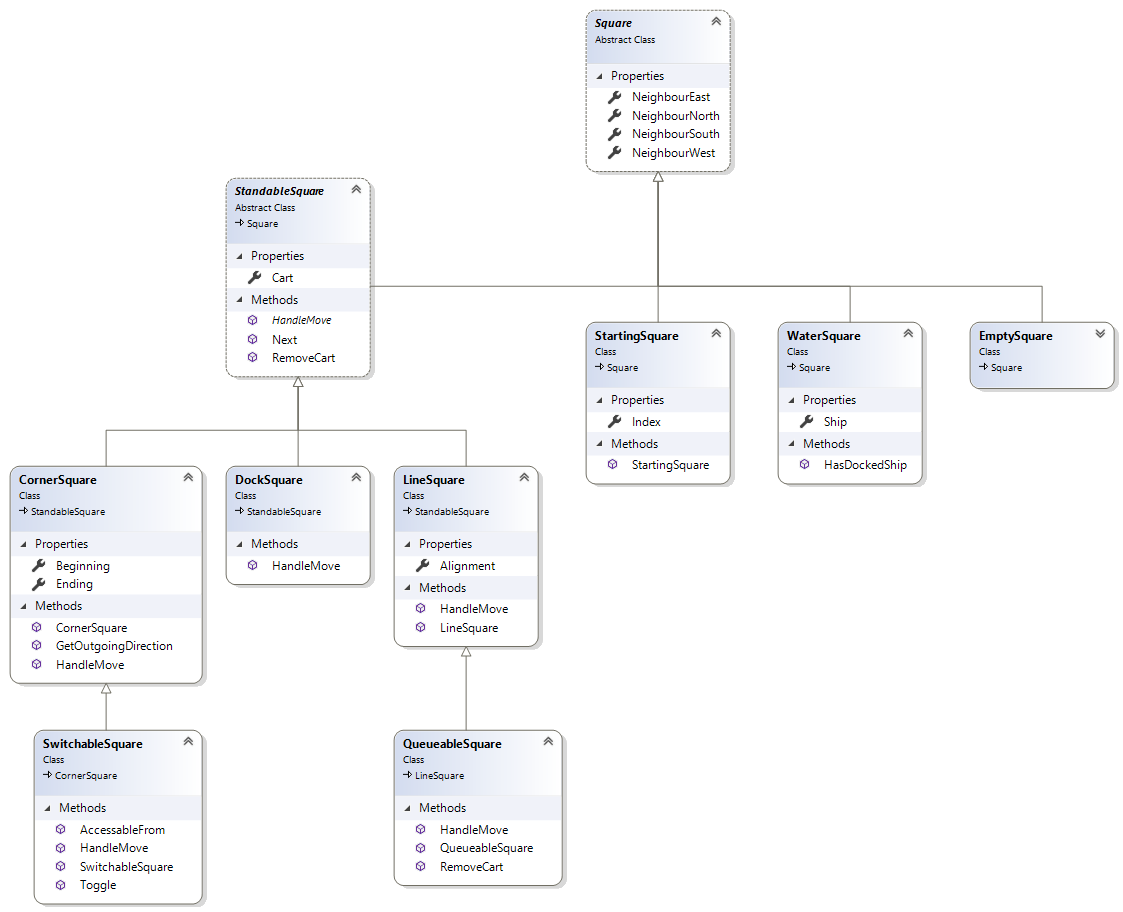 Square
Abstract Class
Properties
NeighbourEast
NeighbourNorth
NeighbourSouth
NeighbourWest
StandableSquare
Abstract Class
Square
Properties
Cart
Methods
HandleMove
Next
RemoveCart
StartingSquare
Class
Square
Properties
Index
Methods
StartingSquare
WaterSquare
Class
Square
Properties
Ship
Methods
HasDockedShip
EmptySquare
Class
Square
CornerSquare
Class
StandableSquare
Properties
Beginning
Ending
Methods
CornerSquare
GetOutgoingDirection
HandleMove
DockSquare
Class
StandableSquare
Methods
HandleMove
LineSquare
Class
StandableSquare
Properties
Alignment
Methods
HandleMove
LineSquare
SwitchableSquare
Class
CornerSquare
Methods
AccessableFrom
HandleMove
SwitchableSquare
Toggle
QueueableSquare
Class
LineSquare
Methods
HandleMove
QueueableSquare
RemoveCart